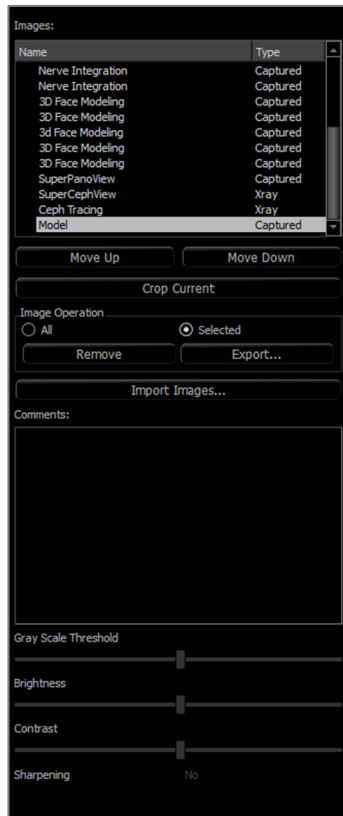 Images:
Name Type
Nerve Integration Captured
Nerve Integration Captured
3D Face Modeling Captured
3D Face Modeling Captured
3d Face Modeling Captured
3D Face Modeling Captured
3D Face Modeling Captured
SuperPanoView Captured
SuperCephView Xray
Ceph Tracing Xray
Model Captured
Move Up Move Down
Crop Current
Image Operation
All Selected
Remove Export...
Import Images...
Comments:
Gray Scale Threshold
Brightness
Contrast
Sharpening No